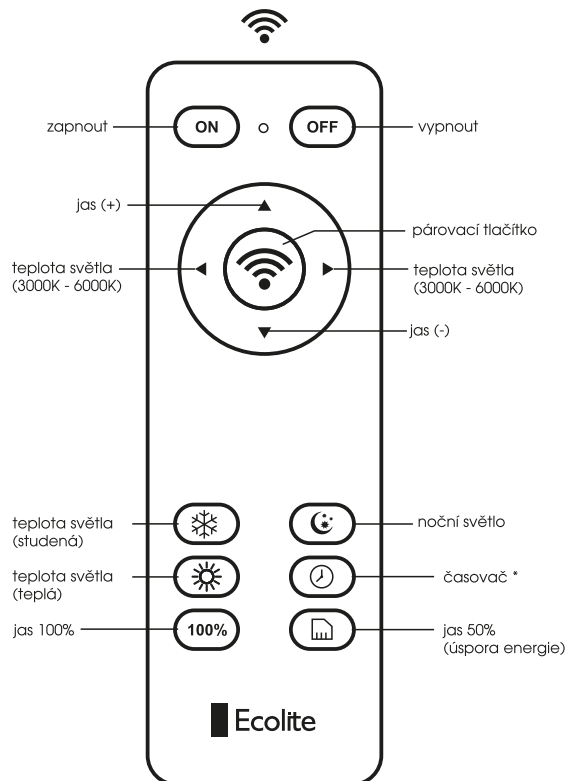 zapnout
ON
OFF
vypnout
jas (+)
párovací tlačítko
teplota světla
(3000K - 6000K)
teplota světla
(3000K - 6000K)
jas (-)
teplota světla
(studená)
noční světlo
teplota světla
(teplá)
časovač *
jas 100%
100%
jas 50%
(úspora energie)
Ecolite